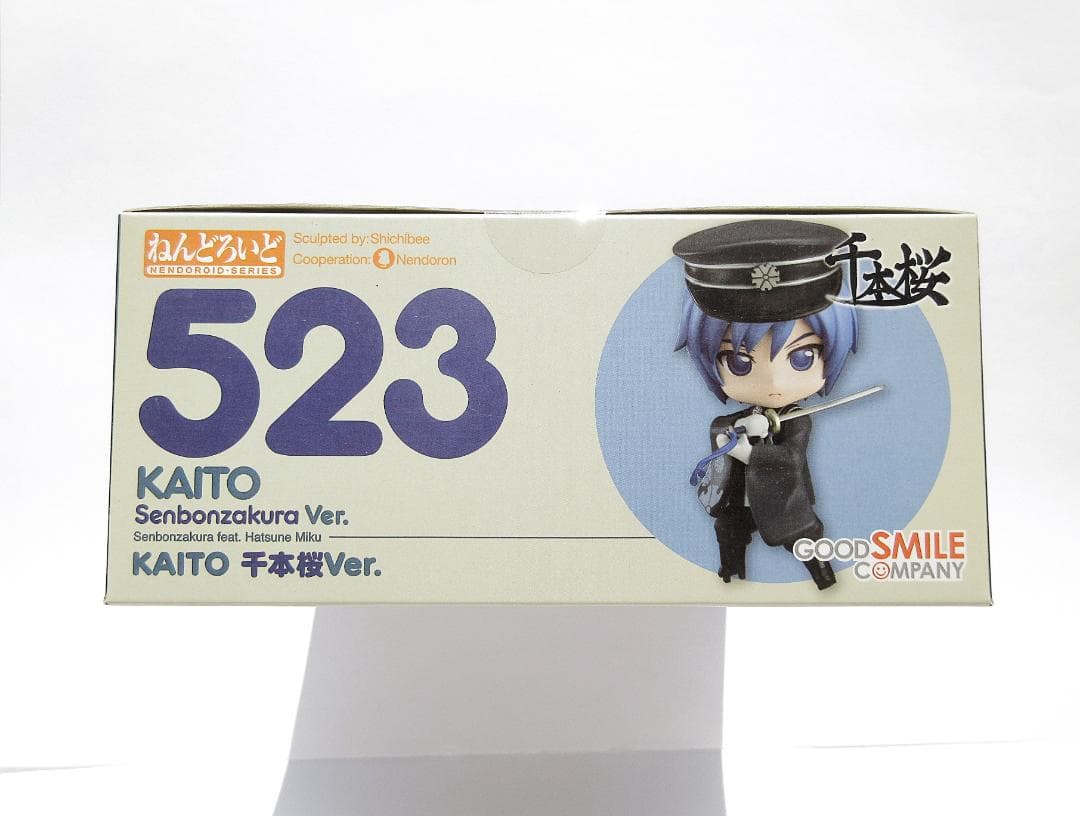 ねんどろいど
NENDOROID•SERIES
Sculpted by:Shichibee
Cooperation: Nendoron
523
KAITO
Senbonzakura Ver.
Senbonzakura feat. Hatsune Miku
KAITO 千本桜Ver.
千本桜
GOOD SMILE
COMPANY